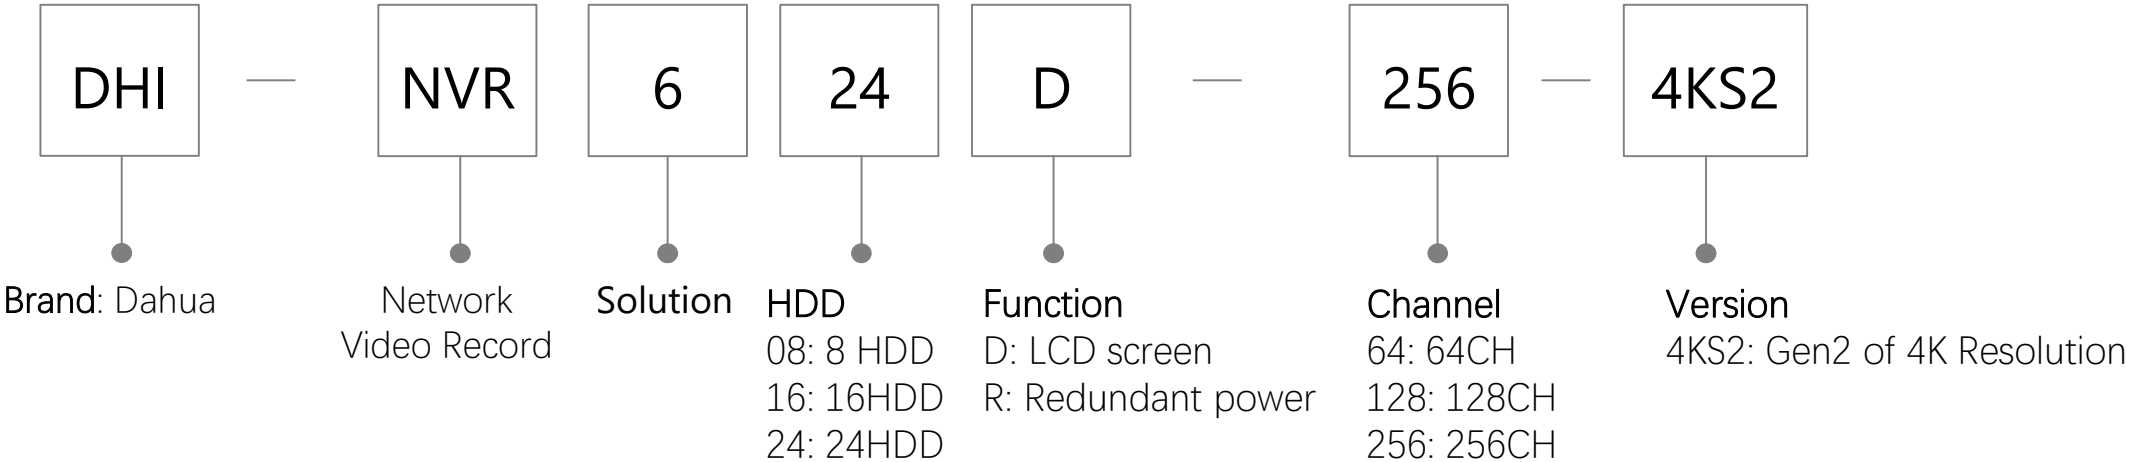 DHI — NVR 6 24 D — 256 — 4KS2
Brand: Dahua
Network
Video Record
Solution
HDD
08: 8 HDD
16: 16HDD
24: 24HDD
Function
D: LCD screen
R: Redundant power
Channel
64: 64CH
128: 128CH
256: 256CH
Version
4KS2: Gen2 of 4K Resolution